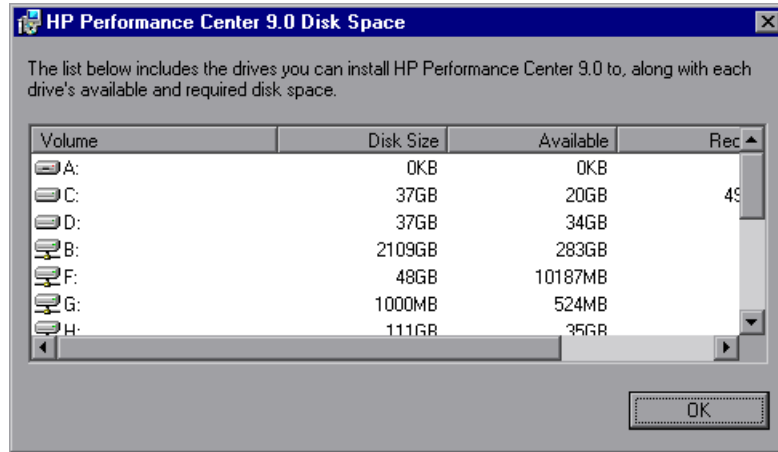 HP Performance Center 9.0 Disk Space
The list below includes the drives you can install HP Performance Center 9.0 to, along with each
drive's available and required disk space.
Volume Disk Size Available
A: 0KB 0KB
C: 37GB 20GB
D: 37GB 34GB
B: 2109GB 283GB
F: 48GB 10187MB
G: 1000MB 524MB
H: 111GB 35GB
OK